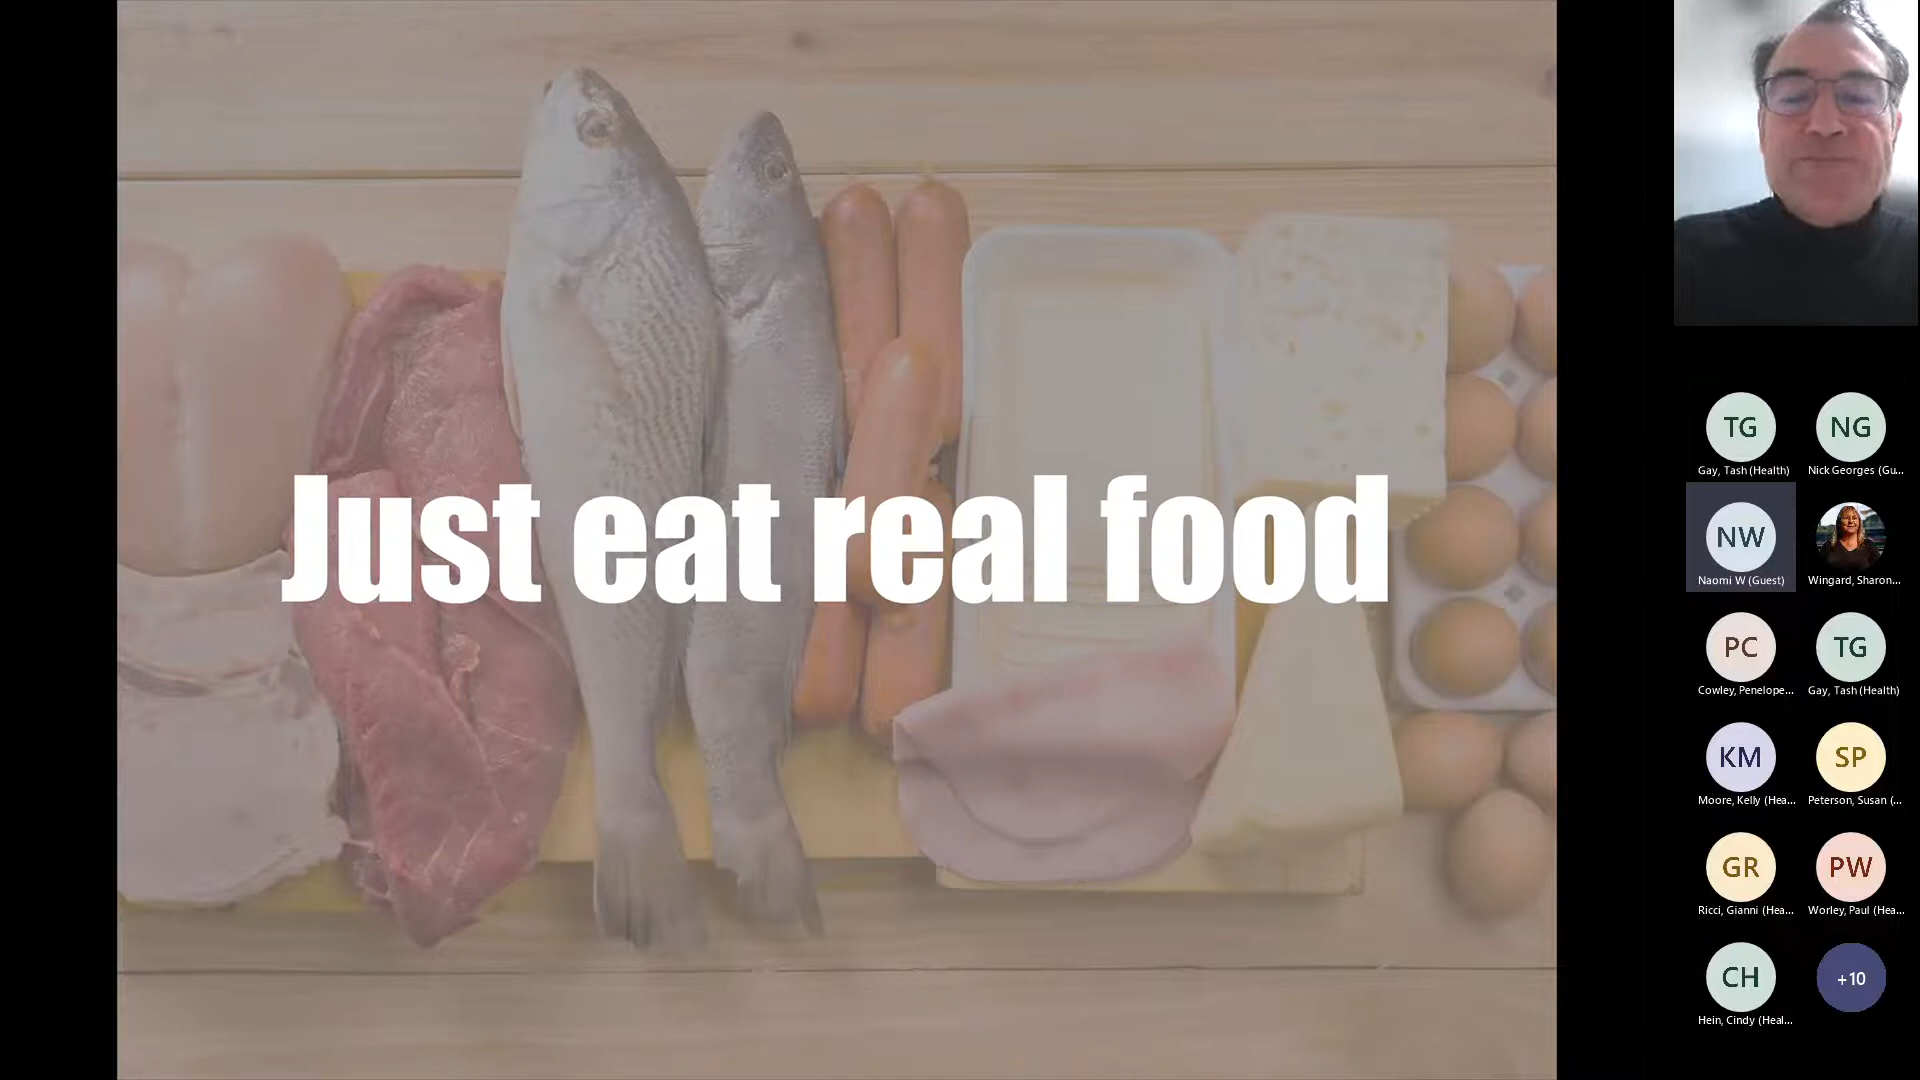 Just eat real food
TG
NG
Gay, Tash (Health)
Nick Georges (Gu...
NW
Naomi W (Guest)
Wingard, Sharon...
PC
TG
Cowley, Penelope...
Gay, Tash (Health)
KM
SP
Moore, Kelly (Hea...
Peterson, Susan (...
GR
PW
Ricci, Gianni (Hea...
Worley, Paul (Hea...
CH
+10
Hein, Cindy (Heal...